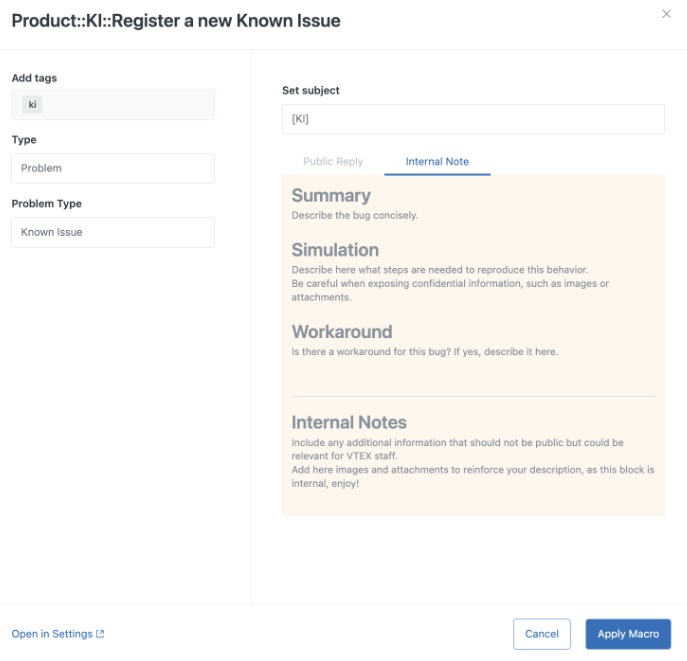 Product::KI::Register a new Known Issue
Add tags
ki
Type
Problem
Problem Type
Known Issue
Set subject
[KI]
Public Reply
Internal Note
Summary
Describe the bug concisely.
Simulation
Describe here what steps are needed to reproduce this behavior.
Be careful when exposing confidential information, such as images or
attachments.
Workaround
Is there a workaround for this bug? If yes, describe it here.
Internal Notes
Include any additional information that should not be public but could be
relevant for VTEX staff.
Add here images and attachments to reinforce your description, as this block is
internal, enjoy!
Open in Settings
Cancel
Apply Macro